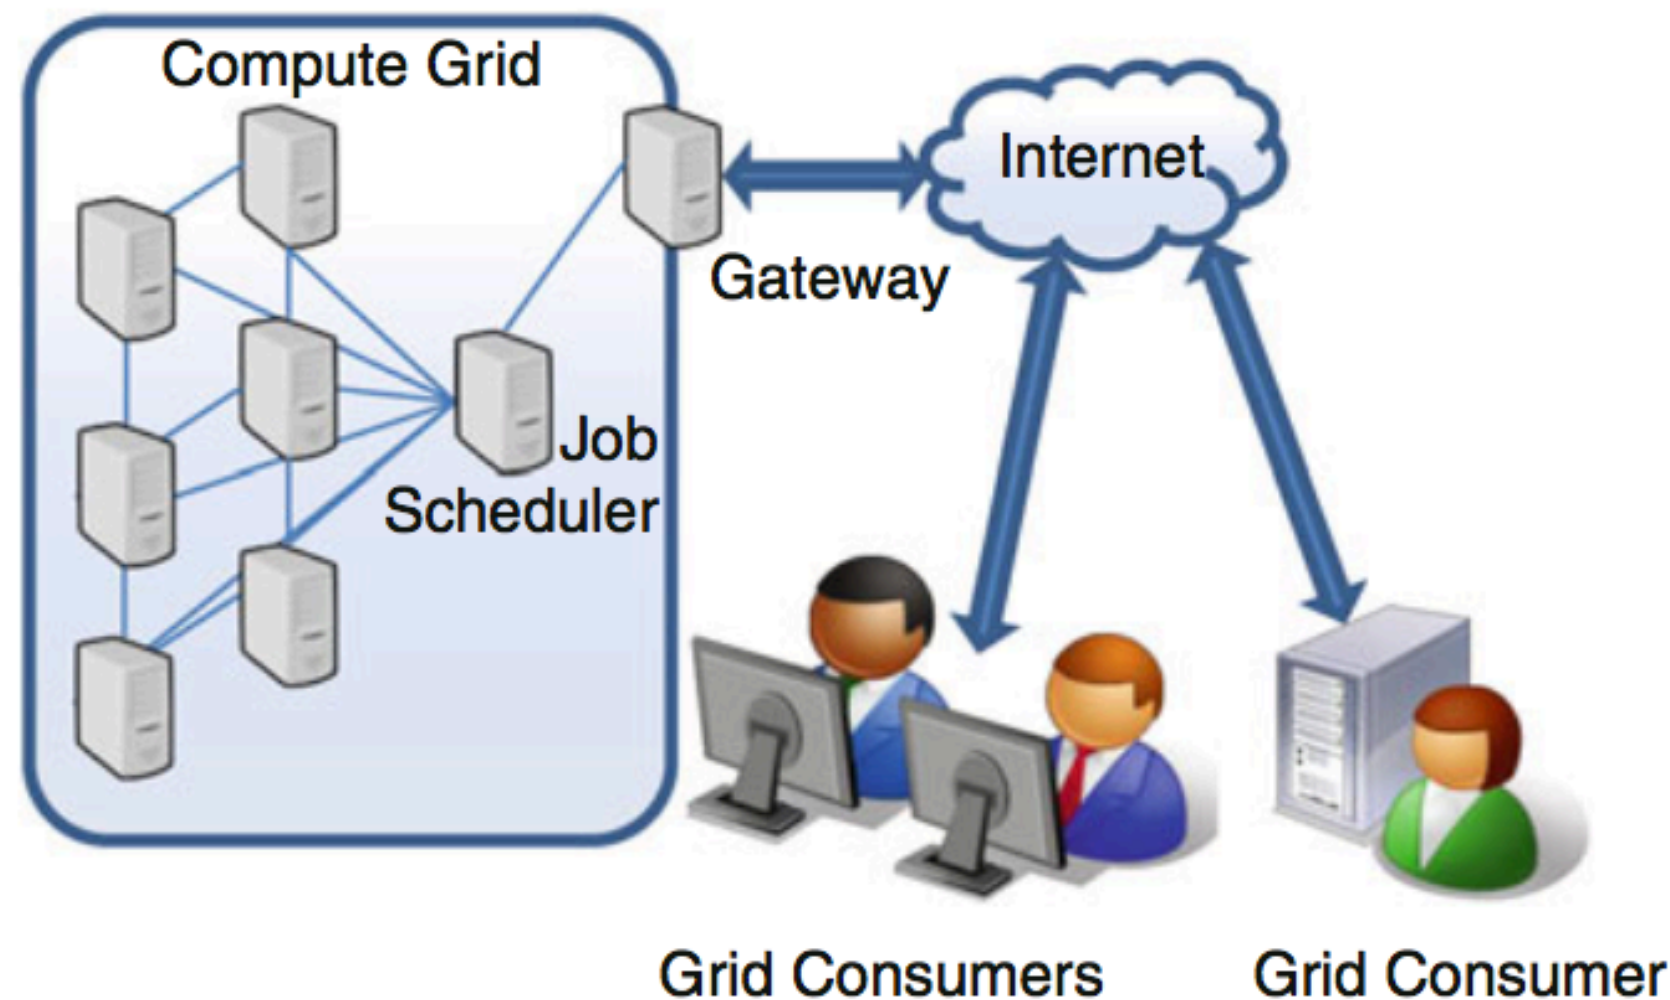 Compute Grid
Internet
Gateway
Job
Scheduler
Grid Consumers
Grid Consumer